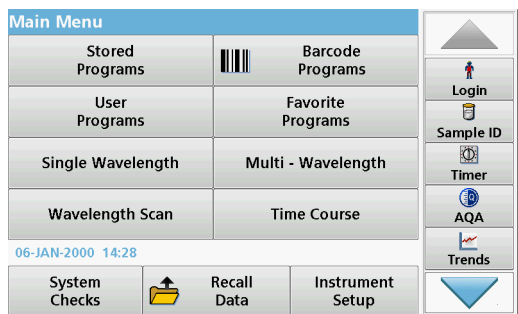 Main Menu
Stored
Programs
Barcode
Programs
User
Programs
Favorite
Programs
Single Wavelength
Multi - Wavelength
Wavelength Scan
Time Course
06-JAN-2000 14:28
System
Checks
Recall
Data
Instrument
Setup
Login
Sample ID
Timer
AQA
Trends